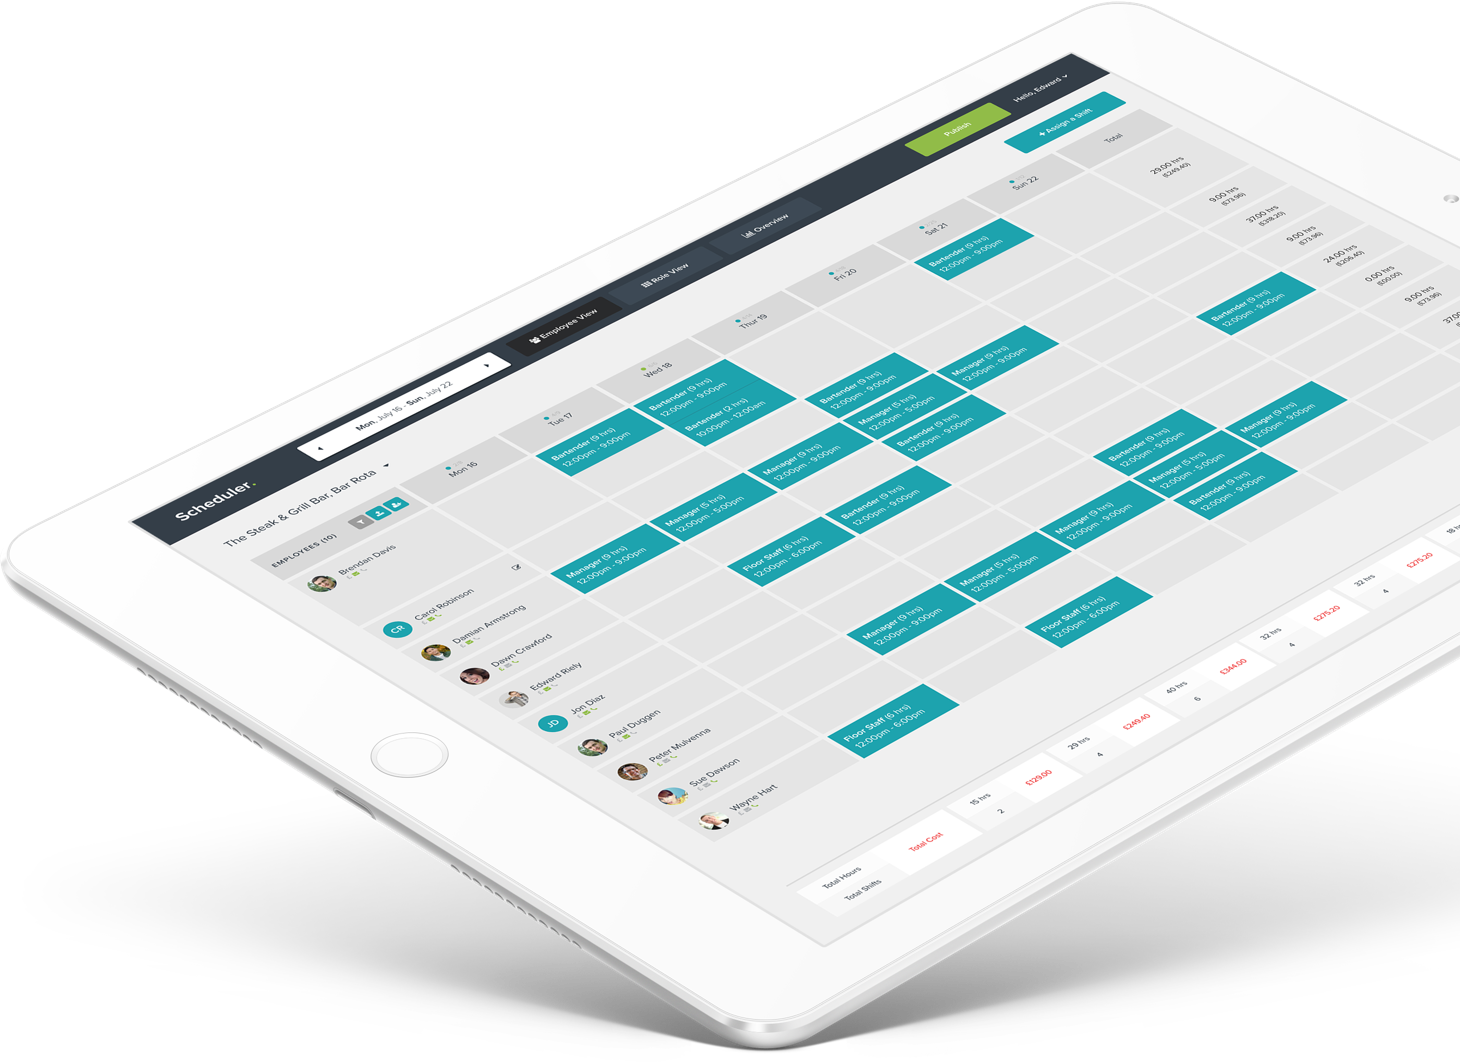 Scheduler.
Mon, July 16 - Sun, July 22
Employee View
Role View
Overview
Publish
Hello, Edward
The Steak & Grill Bar, Bar Rota
+ Assign a Shift
EMPLOYEES (10)
Mon 16
Tue 17
Wed 18
Thur 19
Fri 20
Sat 21
Sun 22
Total
Brendan Davis
Bartender (9 hrs)
12:00pm - 9:00pm
Bartender (9 hrs)
12:00pm - 9:00pm
Bartender (2 hrs)
10:00pm - 12:00am
Bartender (9 hrs)
12:00pm - 9:00pm
29.00 hrs
(£249.40)
CR
Carol Robinson
Bartender (9 hrs)
12:00pm - 9:00pm
9.00 hrs
(£73.96)
Damian Armstrong
Manager (9 hrs)
12:00pm - 9:00pm
Manager (5 hrs)
12:00pm - 5:00pm
Manager (9 hrs)
12:00pm - 9:00pm
Manager (5 hrs)
12:00pm - 5:00pm
Manager (9 hrs)
12:00pm - 9:00pm
37.00 hrs
(£318.20)
Dawn Crawford
Bartender (9 hrs)
12:00pm - 9:00pm
9.00 hrs
(£73.96)
Edward Riely
Floor Staff (6 hrs)
12:00pm - 6:00pm
Bartender (9 hrs)
12:00pm - 9:00pm
Bartender (9 hrs)
12:00pm - 9:00pm
24.00 hrs
(£206.40)
JD
Jon Diaz
0.00 hrs
(£00.00)
Paul Duggen
Bartender (9 hrs)
12:00pm - 9:00pm
9.00 hrs
(£73.96)
Peter Mulvenna
Manager (9 hrs)
12:00pm - 9:00pm
Manager (5 hrs)
12:00pm - 5:00pm
Manager (9 hrs)
12:00pm - 9:00pm
Manager (5 hrs)
12:00pm - 5:00pm
Manager (9 hrs)
12:00pm - 9:00pm
Sue Dawson
Bartender (9 hrs)
12:00pm - 9:00pm
Wayne Hart
Floor Staff (6 hrs)
12:00pm - 6:00pm
Floor Staff (6 hrs)
12:00pm - 6:00pm
Total Hours
Total Shifts
Total Cost
15 hrs
2
£129.00
29 hrs
4
£249.40
40 hrs
6
£344.00
32 hrs
4
£275.20
32 hrs
4
£275.20